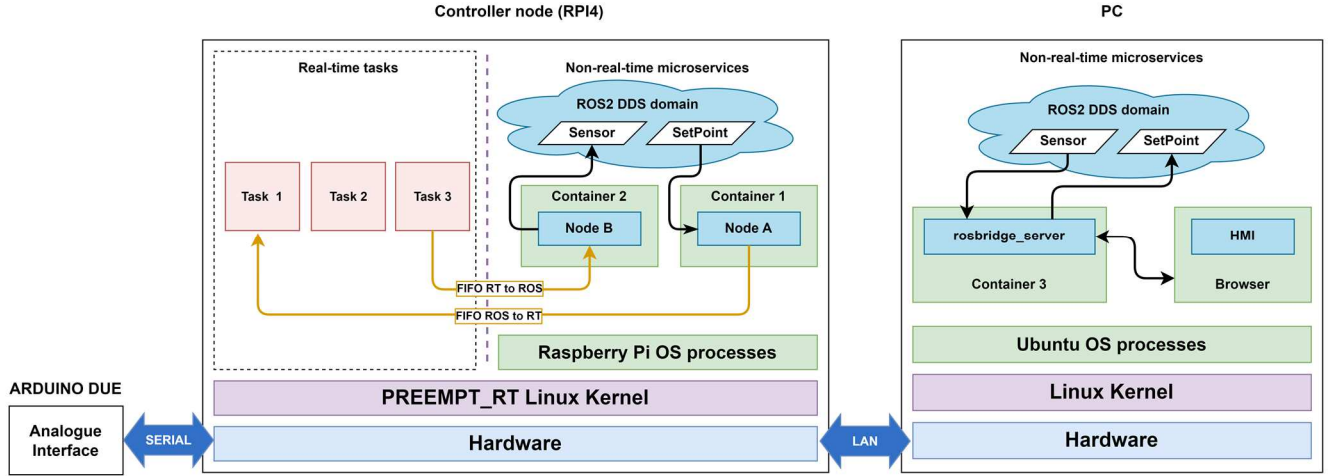 Controller node (RPI4)
PC
Real-time tasks
Non-real-time microservices
ROS2 DDS domain
Sensor
SetPoint
Task 1
Task 2
Task 3
Container 2
Node B
Container 1
Node A
FIFO RT to ROS
FIFO ROS to RT
Raspberry Pi OS processes
PREEMPT_RT Linux Kernel
Hardware
ARDUINO DUE
Analogue
Interface
SERIAL
LAN
Non-real-time microservices
ROS2 DDS domain
Sensor
SetPoint
rosbridge_server
Container 3
HMI
Browser
Ubuntu OS processes
Linux Kernel
Hardware